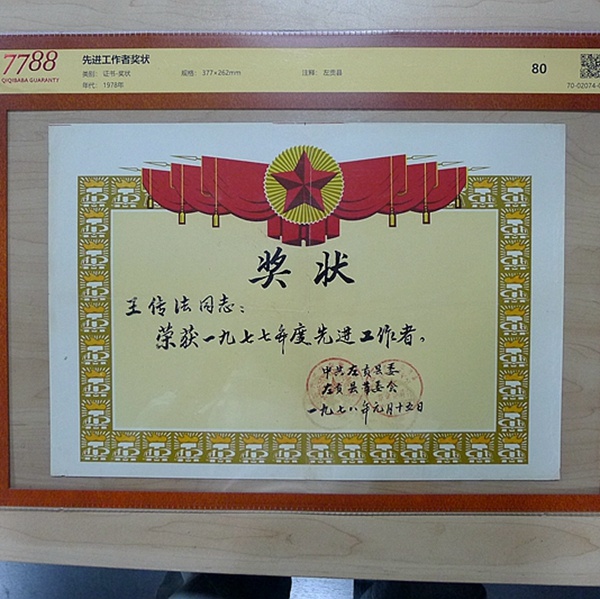 7788
QIQIBABA GUARANTY
先进工作者奖状
类别： 证书-奖状
规格： 377×262mm
注释： 左贡县
年代： 1978年
80
70-02074-
奖状
王传法同志：
荣获一九七七年度先进工作者。
中共左贡县委
左贡县革委会
一九七八年元月十五日